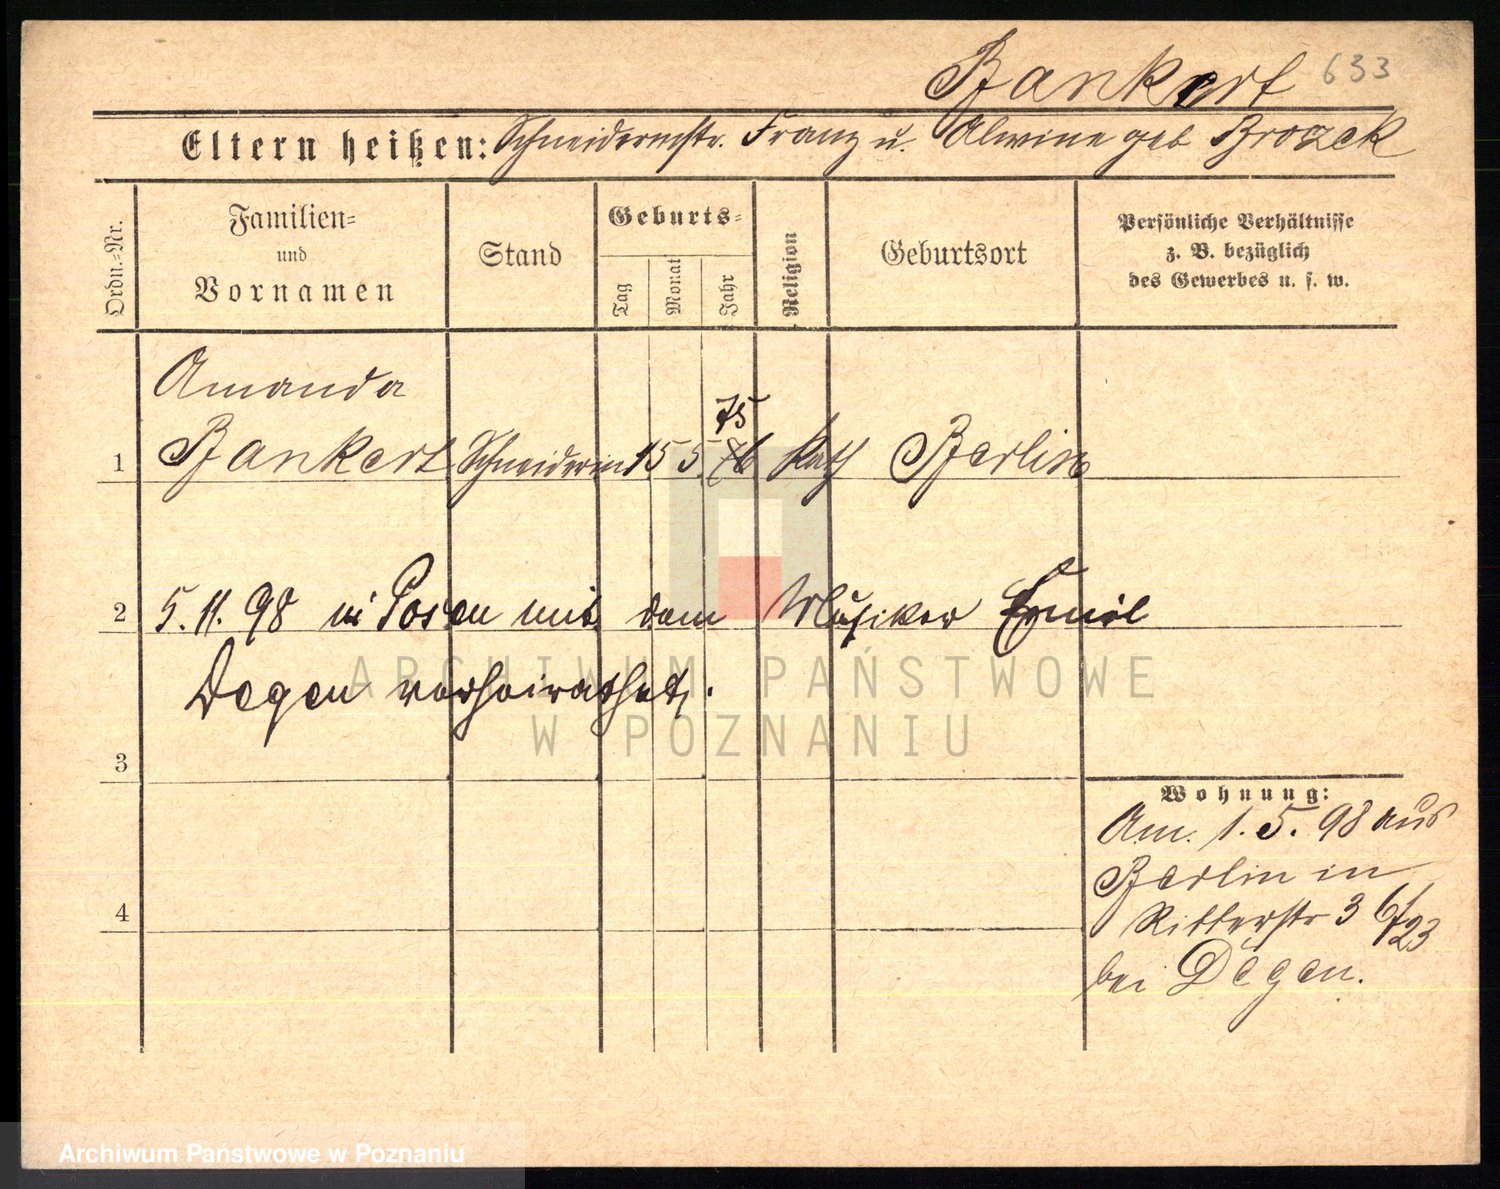 Bankert 633
Eltern heißen: Schneidermstr. Franz u. Alwine geb Brozek
Ordn.-Nr.
Familien-
und
Vornamen
Stand
Geburts-
Tag
Monat
Jahr
Religion
Geburtsort
Persönliche Verhältnisse
z. B. bezüglich
des Gewerbes u. s. w.
Amanda
75
1 Bankert Schneiderin 15 5 76 Kath Berlin
2 5. 11. 98 in Posen mit dem Musiker Emil
Degen verheirathet.
3
4
Wohnung:
Am. 1. 5. 98 aus
Berlin in
Ritterstr 3 6/23
bei Degen.
ARCHIWUM PAŃSTWOWE
W POZNANIU
Archiwum Państwowe w Poznaniu